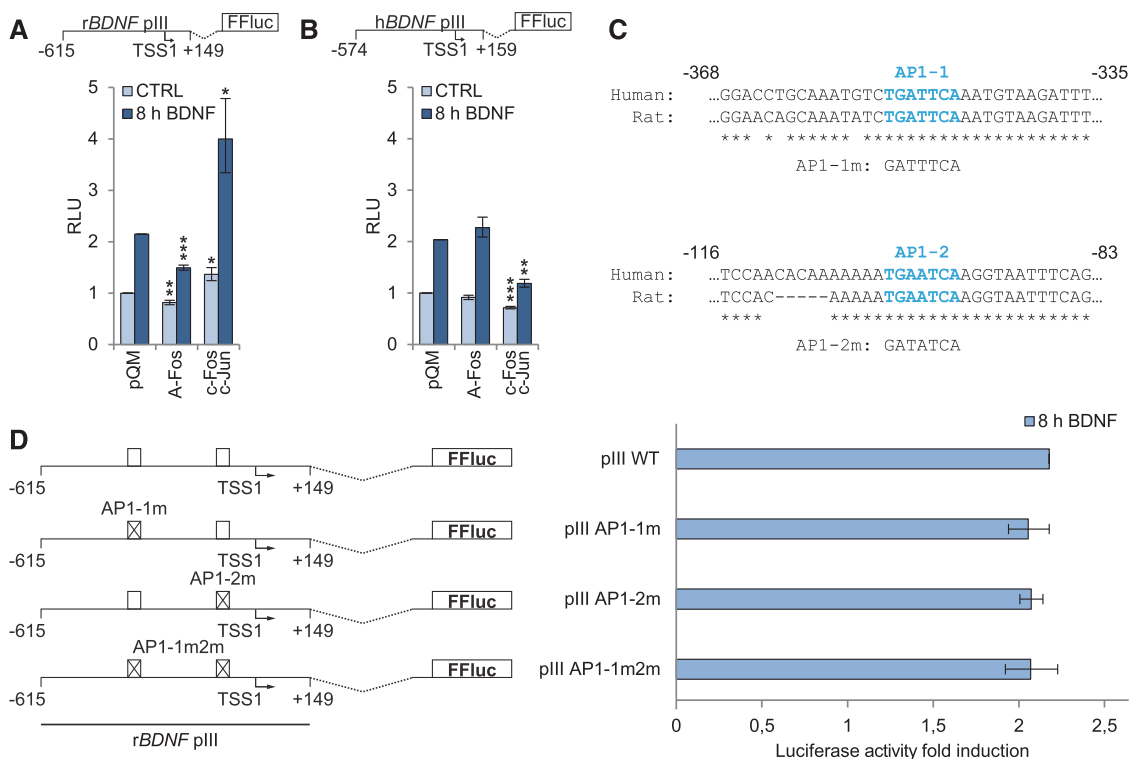 A
rBDNF pIII
FFluc
-615
TSS1
+149
CTRL
8 h BDNF
RLU
5
4
3
2
1
0
*
***
**
*
pQM
A-Fos
c-Fos
c-Jun
B
hBDNF pIII
FFluc
-574
TSS1
+159
CTRL
8 h BDNF
RLU
5
4
3
2
1
0
***
**
pQM
A-Fos
c-Fos
c-Jun
C
-368
AP1-1
-335
Human: …GGACCTGCAAATGTCTGATTCAAATGTAAGATTT…
Rat: …GGAACAGCAAATATCTGATTCAAATGTAAGATTT…
*** * ****** ** *******************
AP1-1m: GATTTCA
-116
AP1-2
-83
Human: …TCCAACACAAAAAAATGAATCAAGGTAATTTCAG…
Rat: …TCCAC-----AAAAATGAATCAAGGTAATTTCAG…
**** ************************
AP1-2m: GATATCA
D
-615
TSS1
+149
FFluc
AP1-1m
-615
TSS1
+149
FFluc
AP1-2m
-615
TSS1
+149
FFluc
AP1-1m2m
-615
TSS1
+149
FFluc
rBDNF pIII
8 h BDNF
pIII WT
pIII AP1-1m
pIII AP1-2m
pIII AP1-1m2m
0
0,5
1
1,5
2
2,5
Luciferase activity fold induction